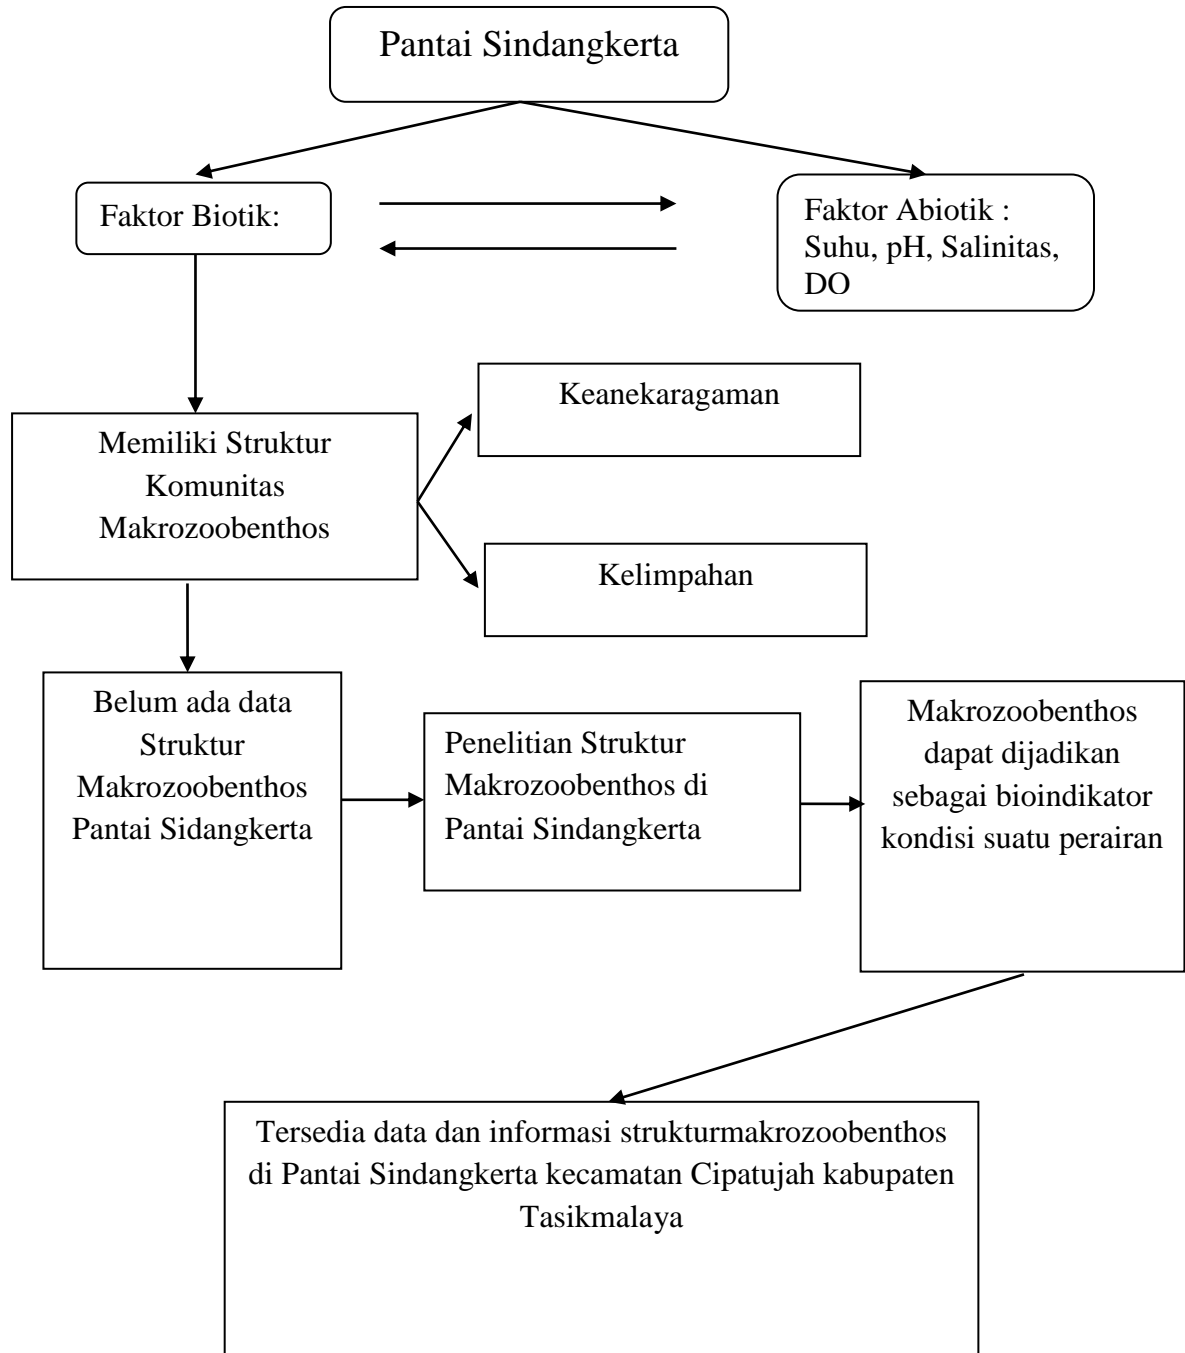 Pantai Sindangkerta
Faktor Biotik:
Faktor Abiotik :
Suhu, pH, Salinitas,
DO
Keanekaragaman
Memiliki Struktur
Komunitas
Makrozoobenthos
Kelimpahan
Belum ada data
Struktur
Makrozoobenthos
Pantai Sidangkerta
Penelitian Struktur
Makrozoobenthos di
Pantai Sindangkerta
Makrozoobenthos
dapat dijadikan
sebagai bioindikator
kondisi suatu perairan
Tersedia data dan informasi strukturmakrozoobenthos
di Pantai Sindangkerta kecamatan Cipatujah kabupaten
Tasikmalaya